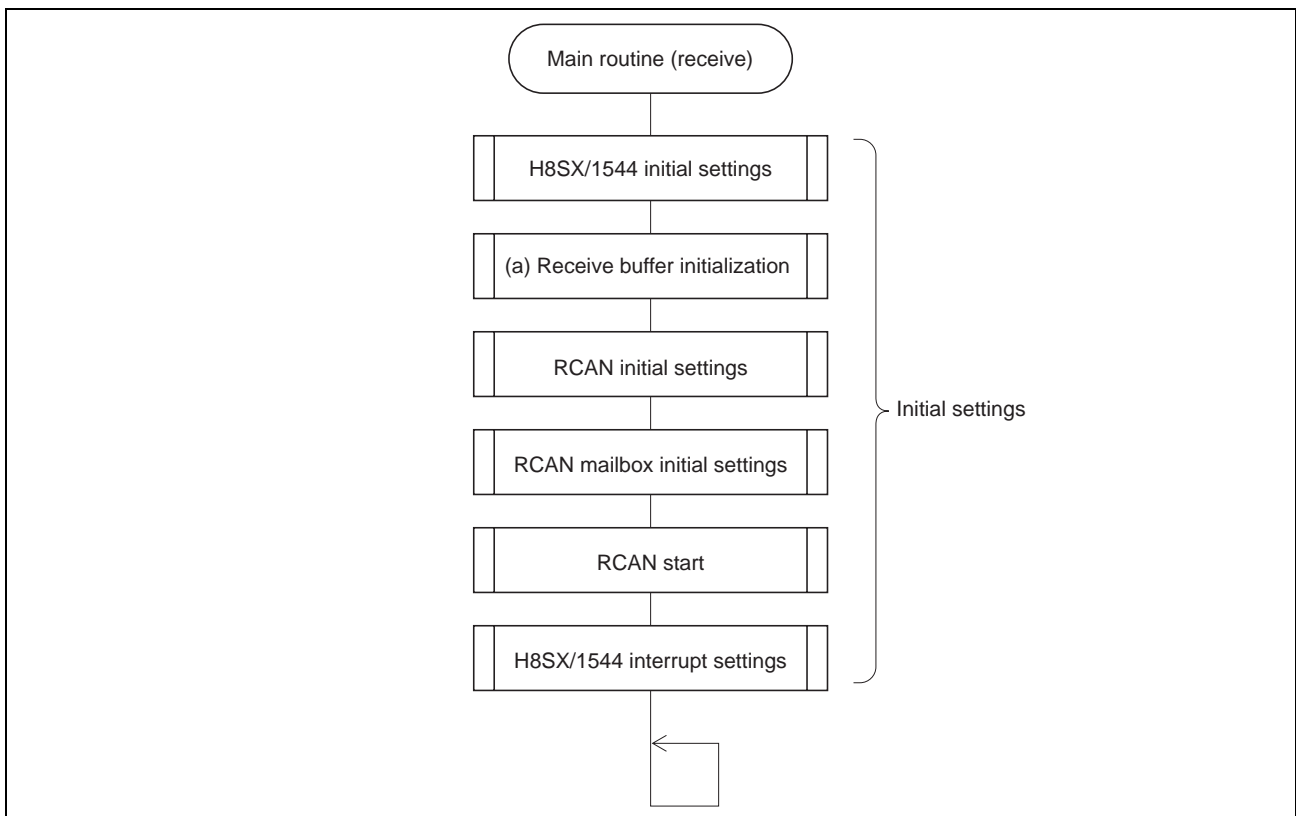 Main routine (receive)
H8SX/1544 initial settings
(a) Receive buffer initialization
RCAN initial settings
RCAN mailbox initial settings
RCAN start
H8SX/1544 interrupt settings
Initial settings